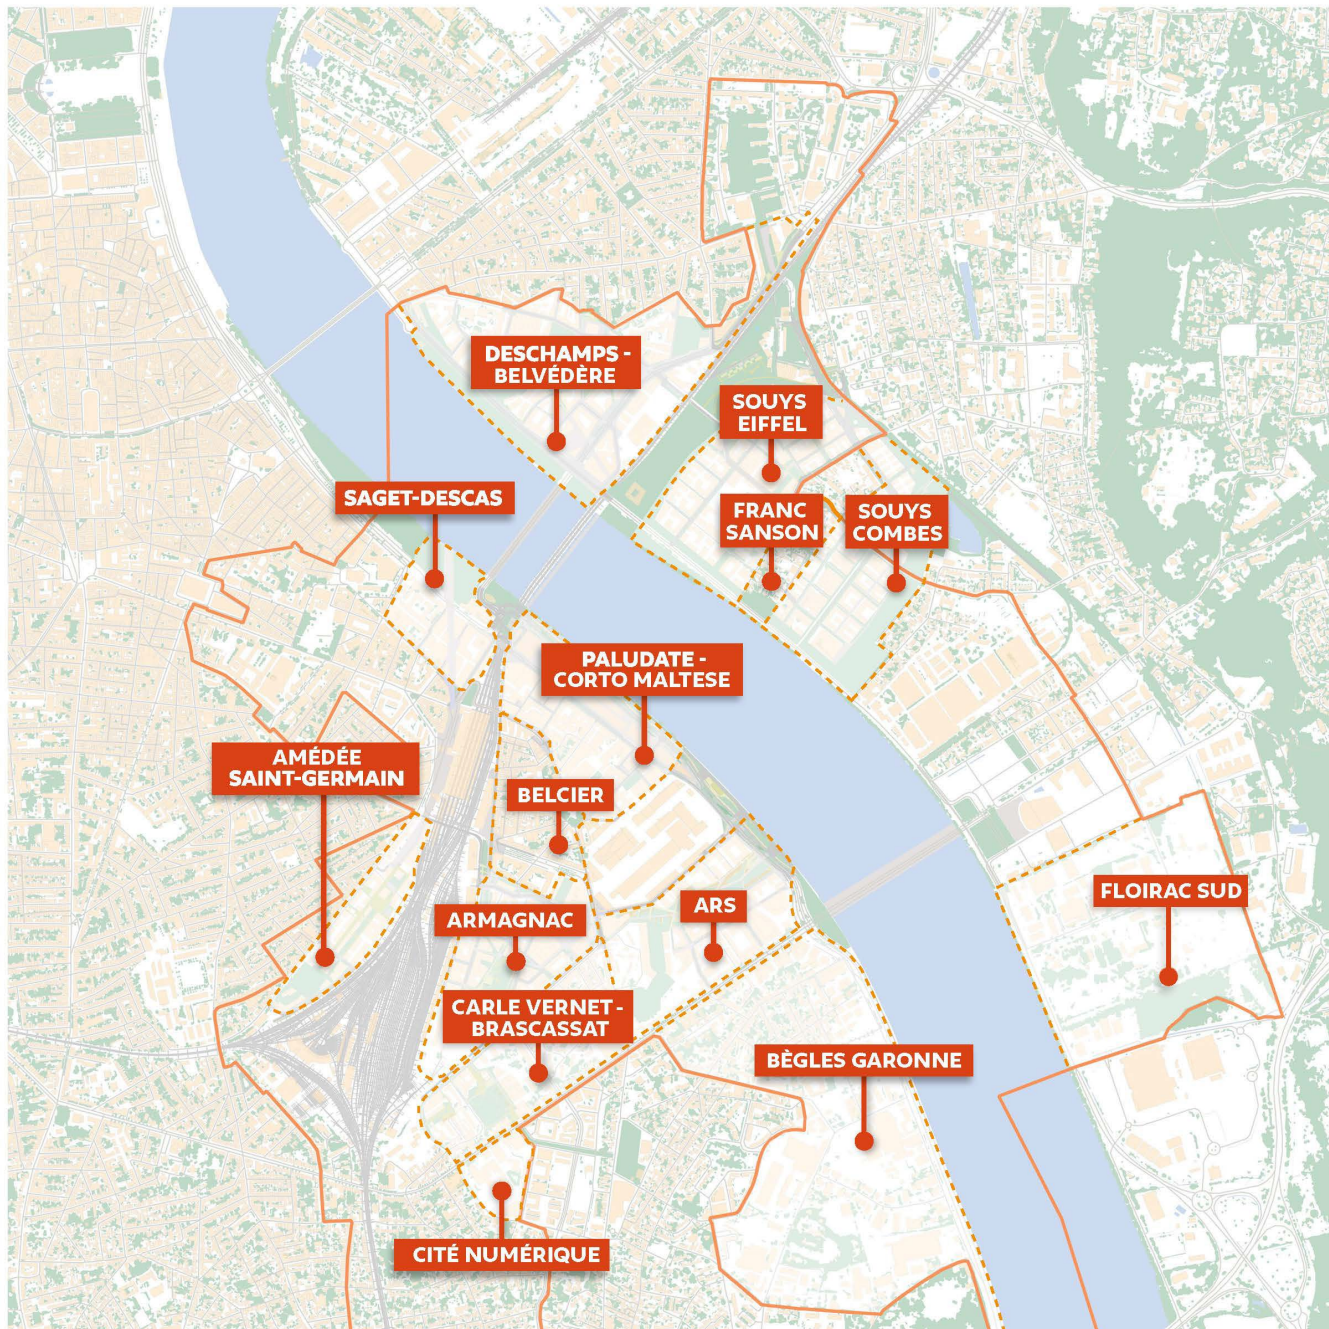 DESCHAMPS -
BELVÉDÈRE
SOUYS
EIFFEL
SAGET-DESCAS
FRANC
SANSON
SOUYS
COMBES
PALUDATE -
CORTO MALTESE
AMÉDÉE
SAINT-GERMAIN
BELCIER
FLOIRAC SUD
ARS
ARMAGNAC
CARLE VERNET -
BRASCASSAT
BÈGLES GARONNE
CITÉ NUMÉRIQUE